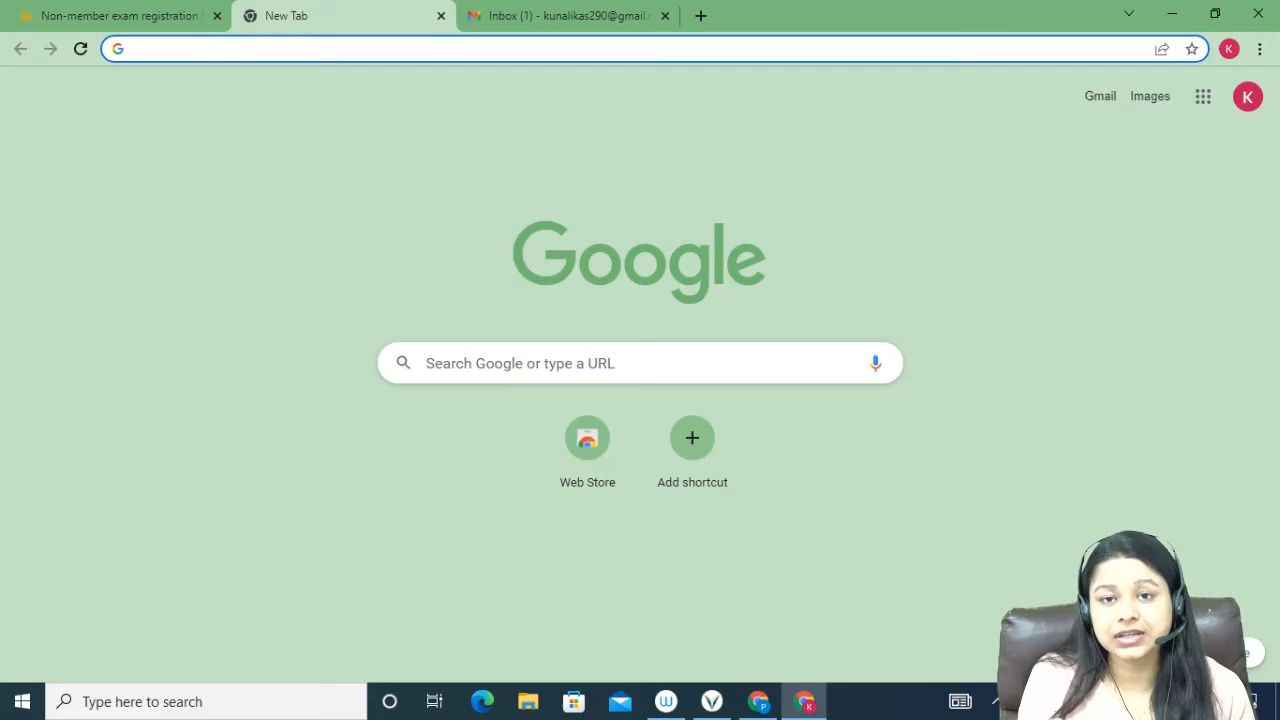 Non-member exam registration
New Tab
Inbox (1) - kunalikas290@gmail.c
K
Gmail
Images
K
Google
Search Google or type a URL
Web Store
Add shortcut
e
Type here to search
W
V
P
K